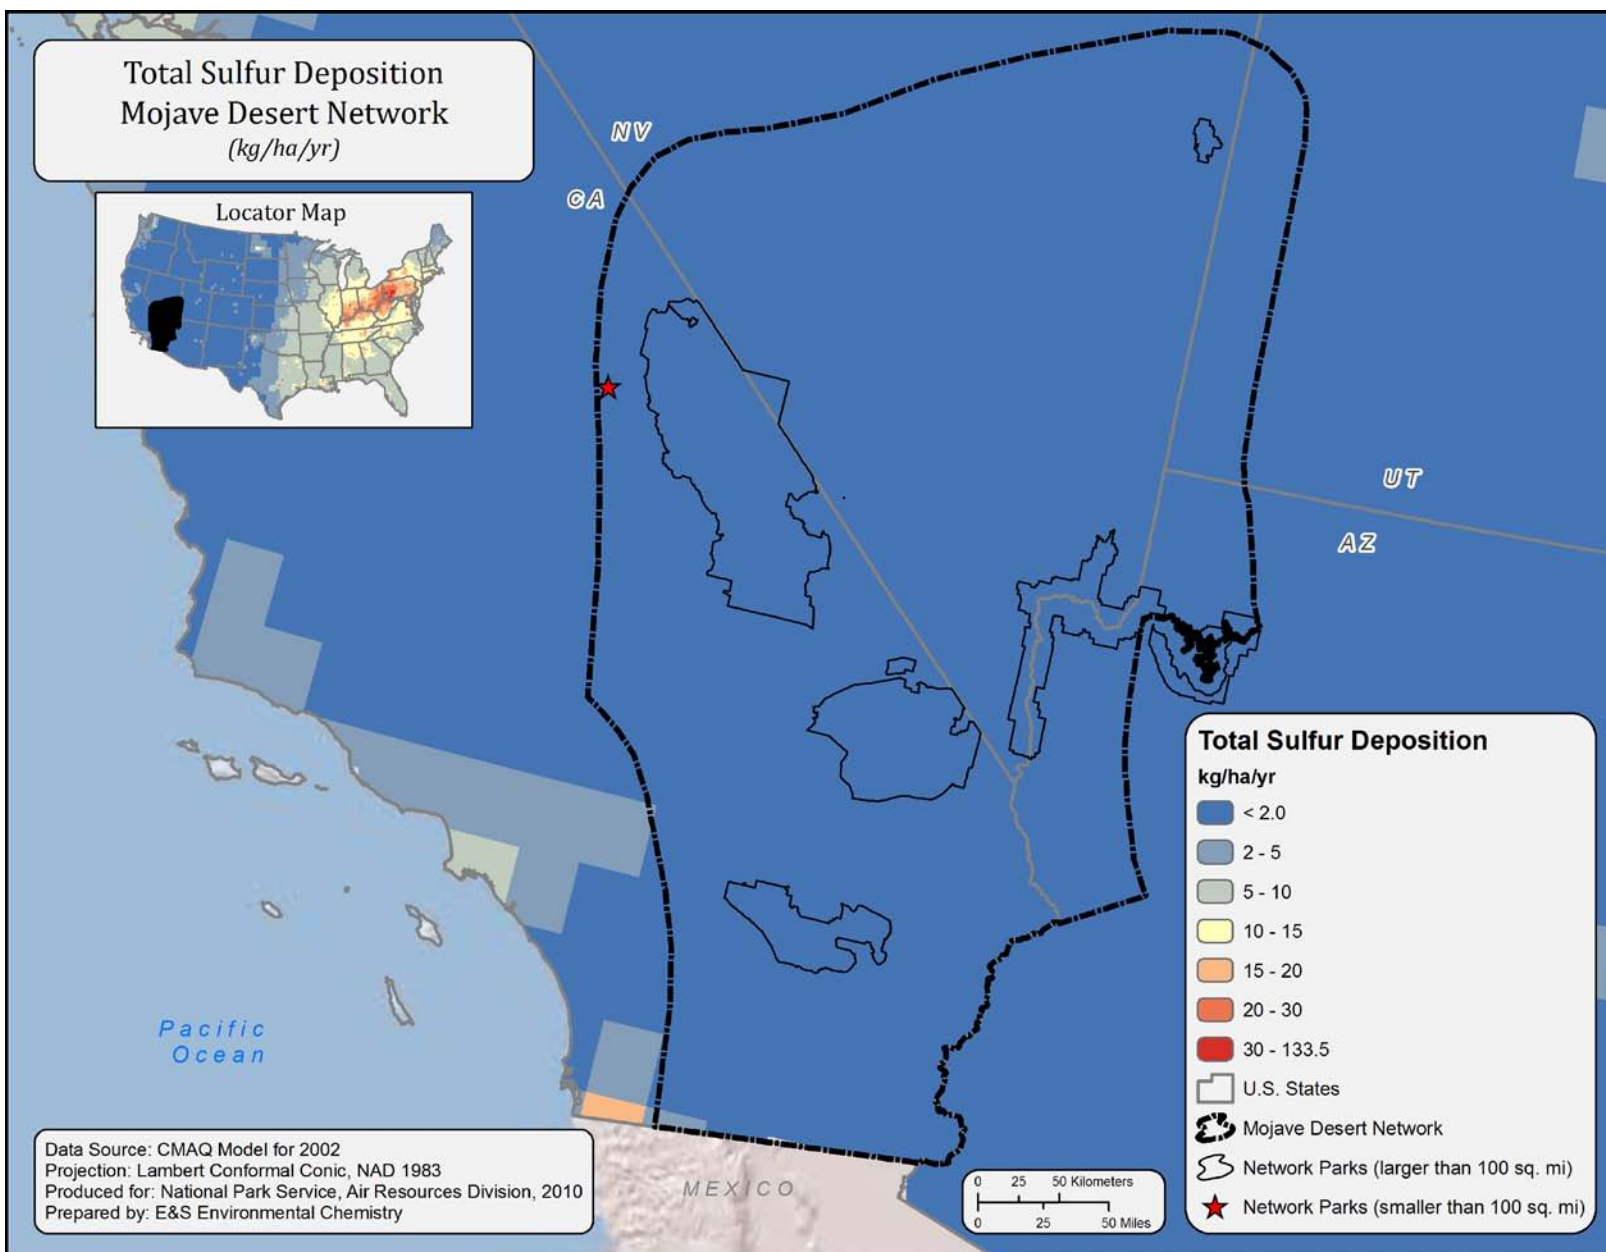 Total Sulfur Deposition
Mojave Desert Network
(kg/ha/yr)
Locator Map
NV
CA
UT
AZ
Pacific
Ocean
MEXICO
Data Source: CMAQ Model for 2002
Projection: Lambert Conformal Conic, NAD 1983
Produced for: National Park Service, Air Resources Division, 2010
Prepared by: E&S Environmental Chemistry
0 25 50 Kilometers
0 25 50 Miles
Total Sulfur Deposition
kg/ha/yr
< 2.0
2 - 5
5 - 10
10 - 15
15 - 20
20 - 30
30 - 133.5
U.S. States
Mojave Desert Network
Network Parks (larger than 100 sq. mi)
Network Parks (smaller than 100 sq. mi)